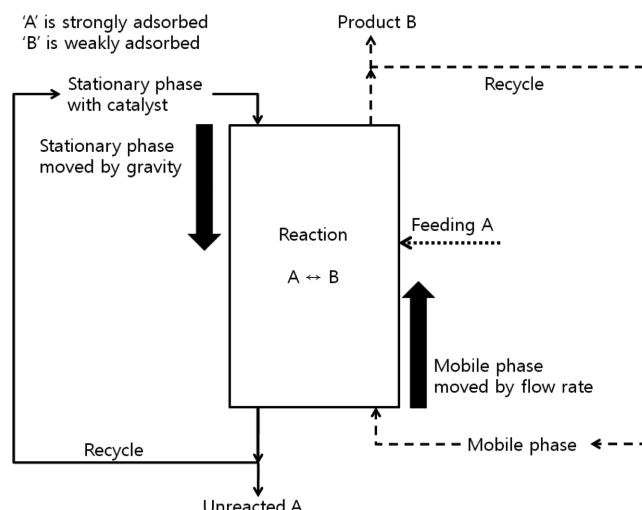 ‘A’ is strongly adsorbed
‘B’ is weakly adsorbed
Product B
Stationary phase
with catalyst
Recycle
Stationary phase
moved by gravity
Feeding A
Reaction
A ↔ B
Mobile phase
moved by flow rate
Recycle
Mobile phase
Unreacted A